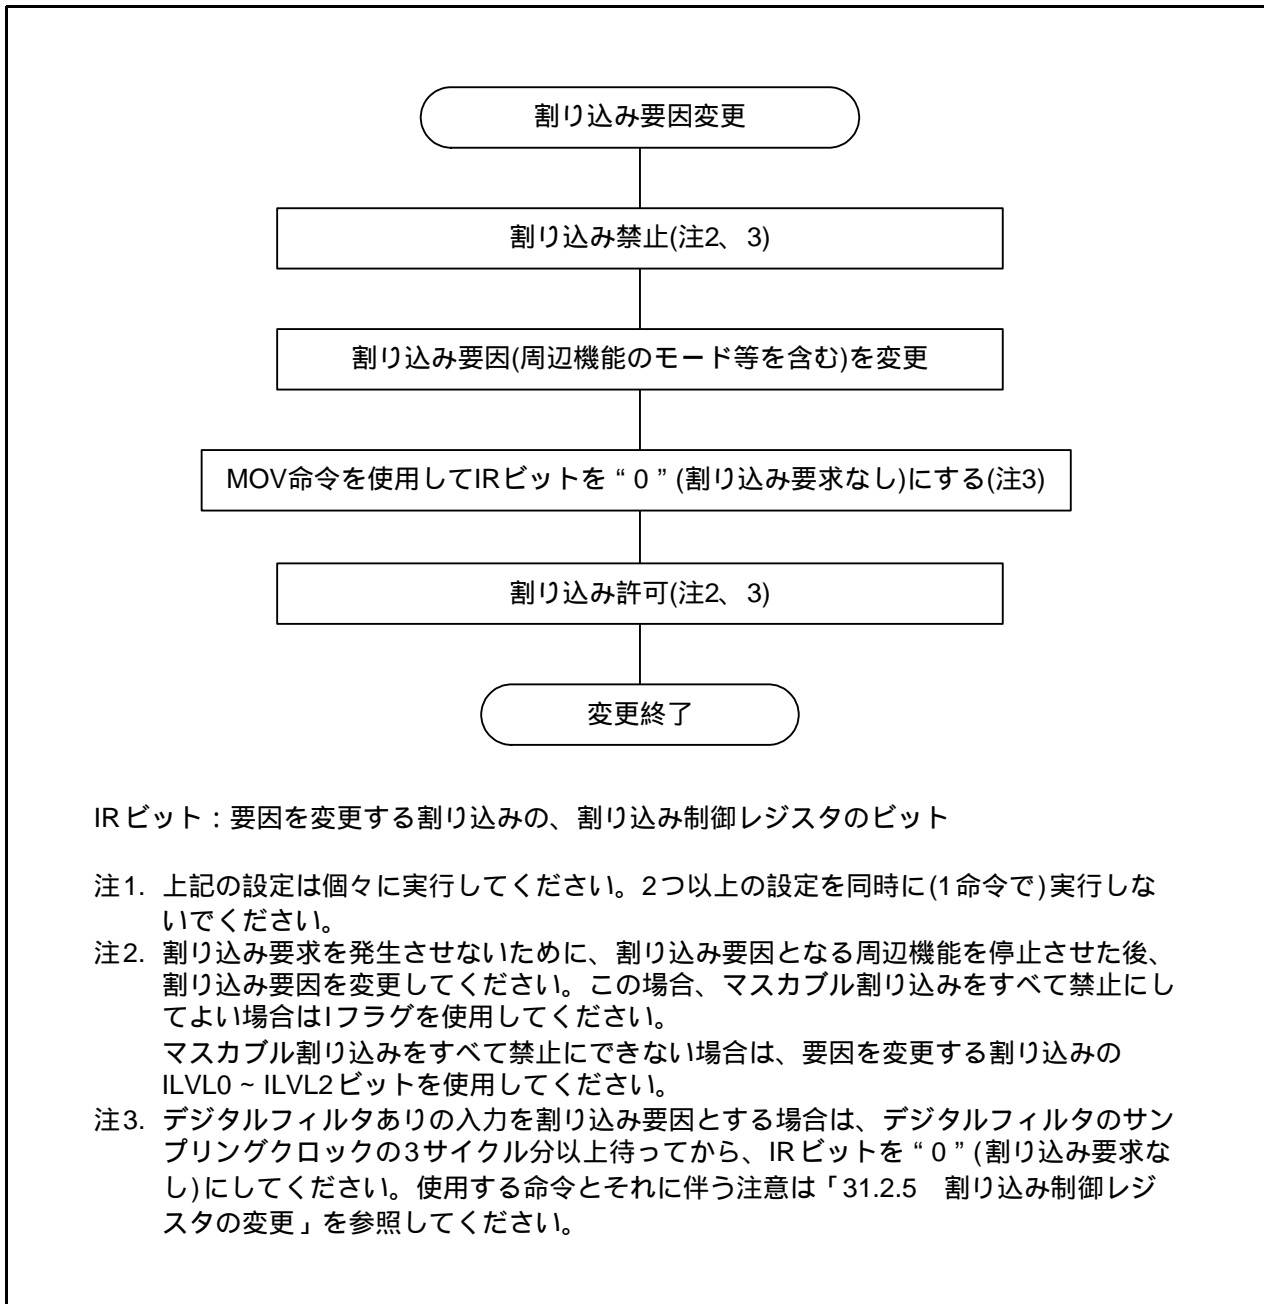 割り込み要因変更
割り込み禁止(注2、3)
割り込み要因(周辺機能のモード等を含む)を変更
MOV命令を使用してIRビットを“0”(割り込み要求なし)にする(注3)
割り込み許可(注2、3)
変更終了
IRビット：要因を変更する割り込みの、割り込み制御レジスタのビット
注1. 上記の設定は個々に実行してください。2つ以上の設定を同時に(1命令で)実行しな
いでください。
注2. 割り込み要求を発生させないために、割り込み要因となる周辺機能を停止させた後、
割り込み要因を変更してください。この場合、マスカブル割り込みをすべて禁止にし
てよい場合はIフラグを使用してください。
マスカブル割り込みをすべて禁止にできない場合は、要因を変更する割り込みの
ILVL0 ~ ILVL2ビットを使用してください。
注3. デジタルフィルタありの入力を割り込み要因とする場合は、デジタルフィルタのサン
プリングクロックの3サイクル分以上待ってから、IRビットを“0”(割り込み要求な
し)にしてください。使用する命令とそれに伴う注意は「31.2.5　割り込み制御レジ
スタの変更」を参照してください。